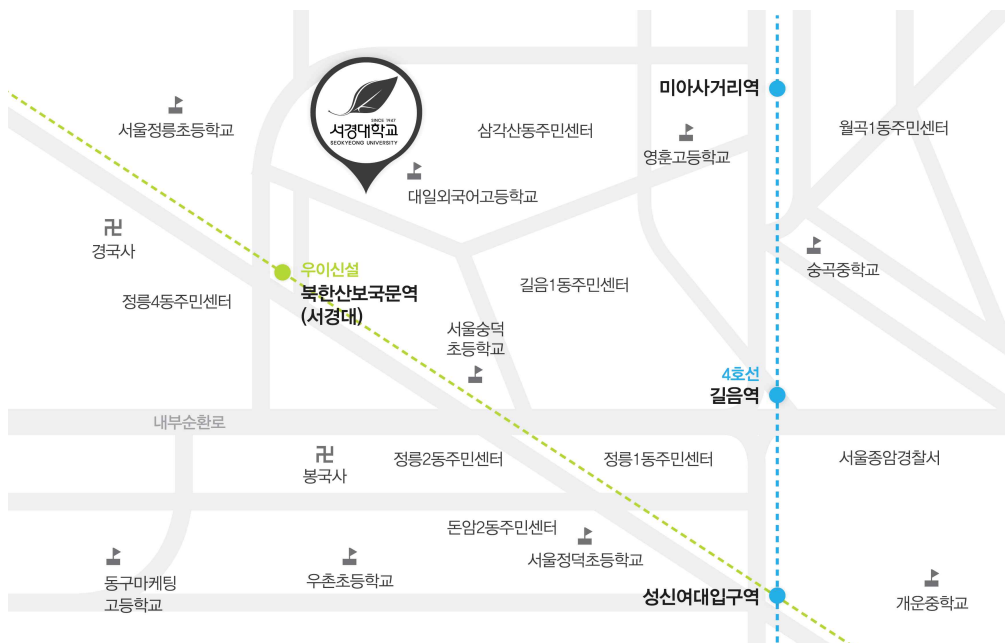 미아사거리역
SINCE 1947
서경대학교
SEOKYEONG UNIVERSITY
서울정릉초등학교
삼각산동주민센터
월곡1동주민센터
영훈고등학교
대일외국어고등학교
경국사
숭곡중학교
우이신설
북한산보국문역
(서경대)
정릉4동주민센터
길음1동주민센터
서울숭덕
초등학교
4호선
길음역
내부순환로
봉국사
정릉2동주민센터
정릉1동주민센터
서울종암경찰서
돈암2동주민센터
서울정덕초등학교
동구마케팅
고등학교
우촌초등학교
성신여대입구역
개운중학교